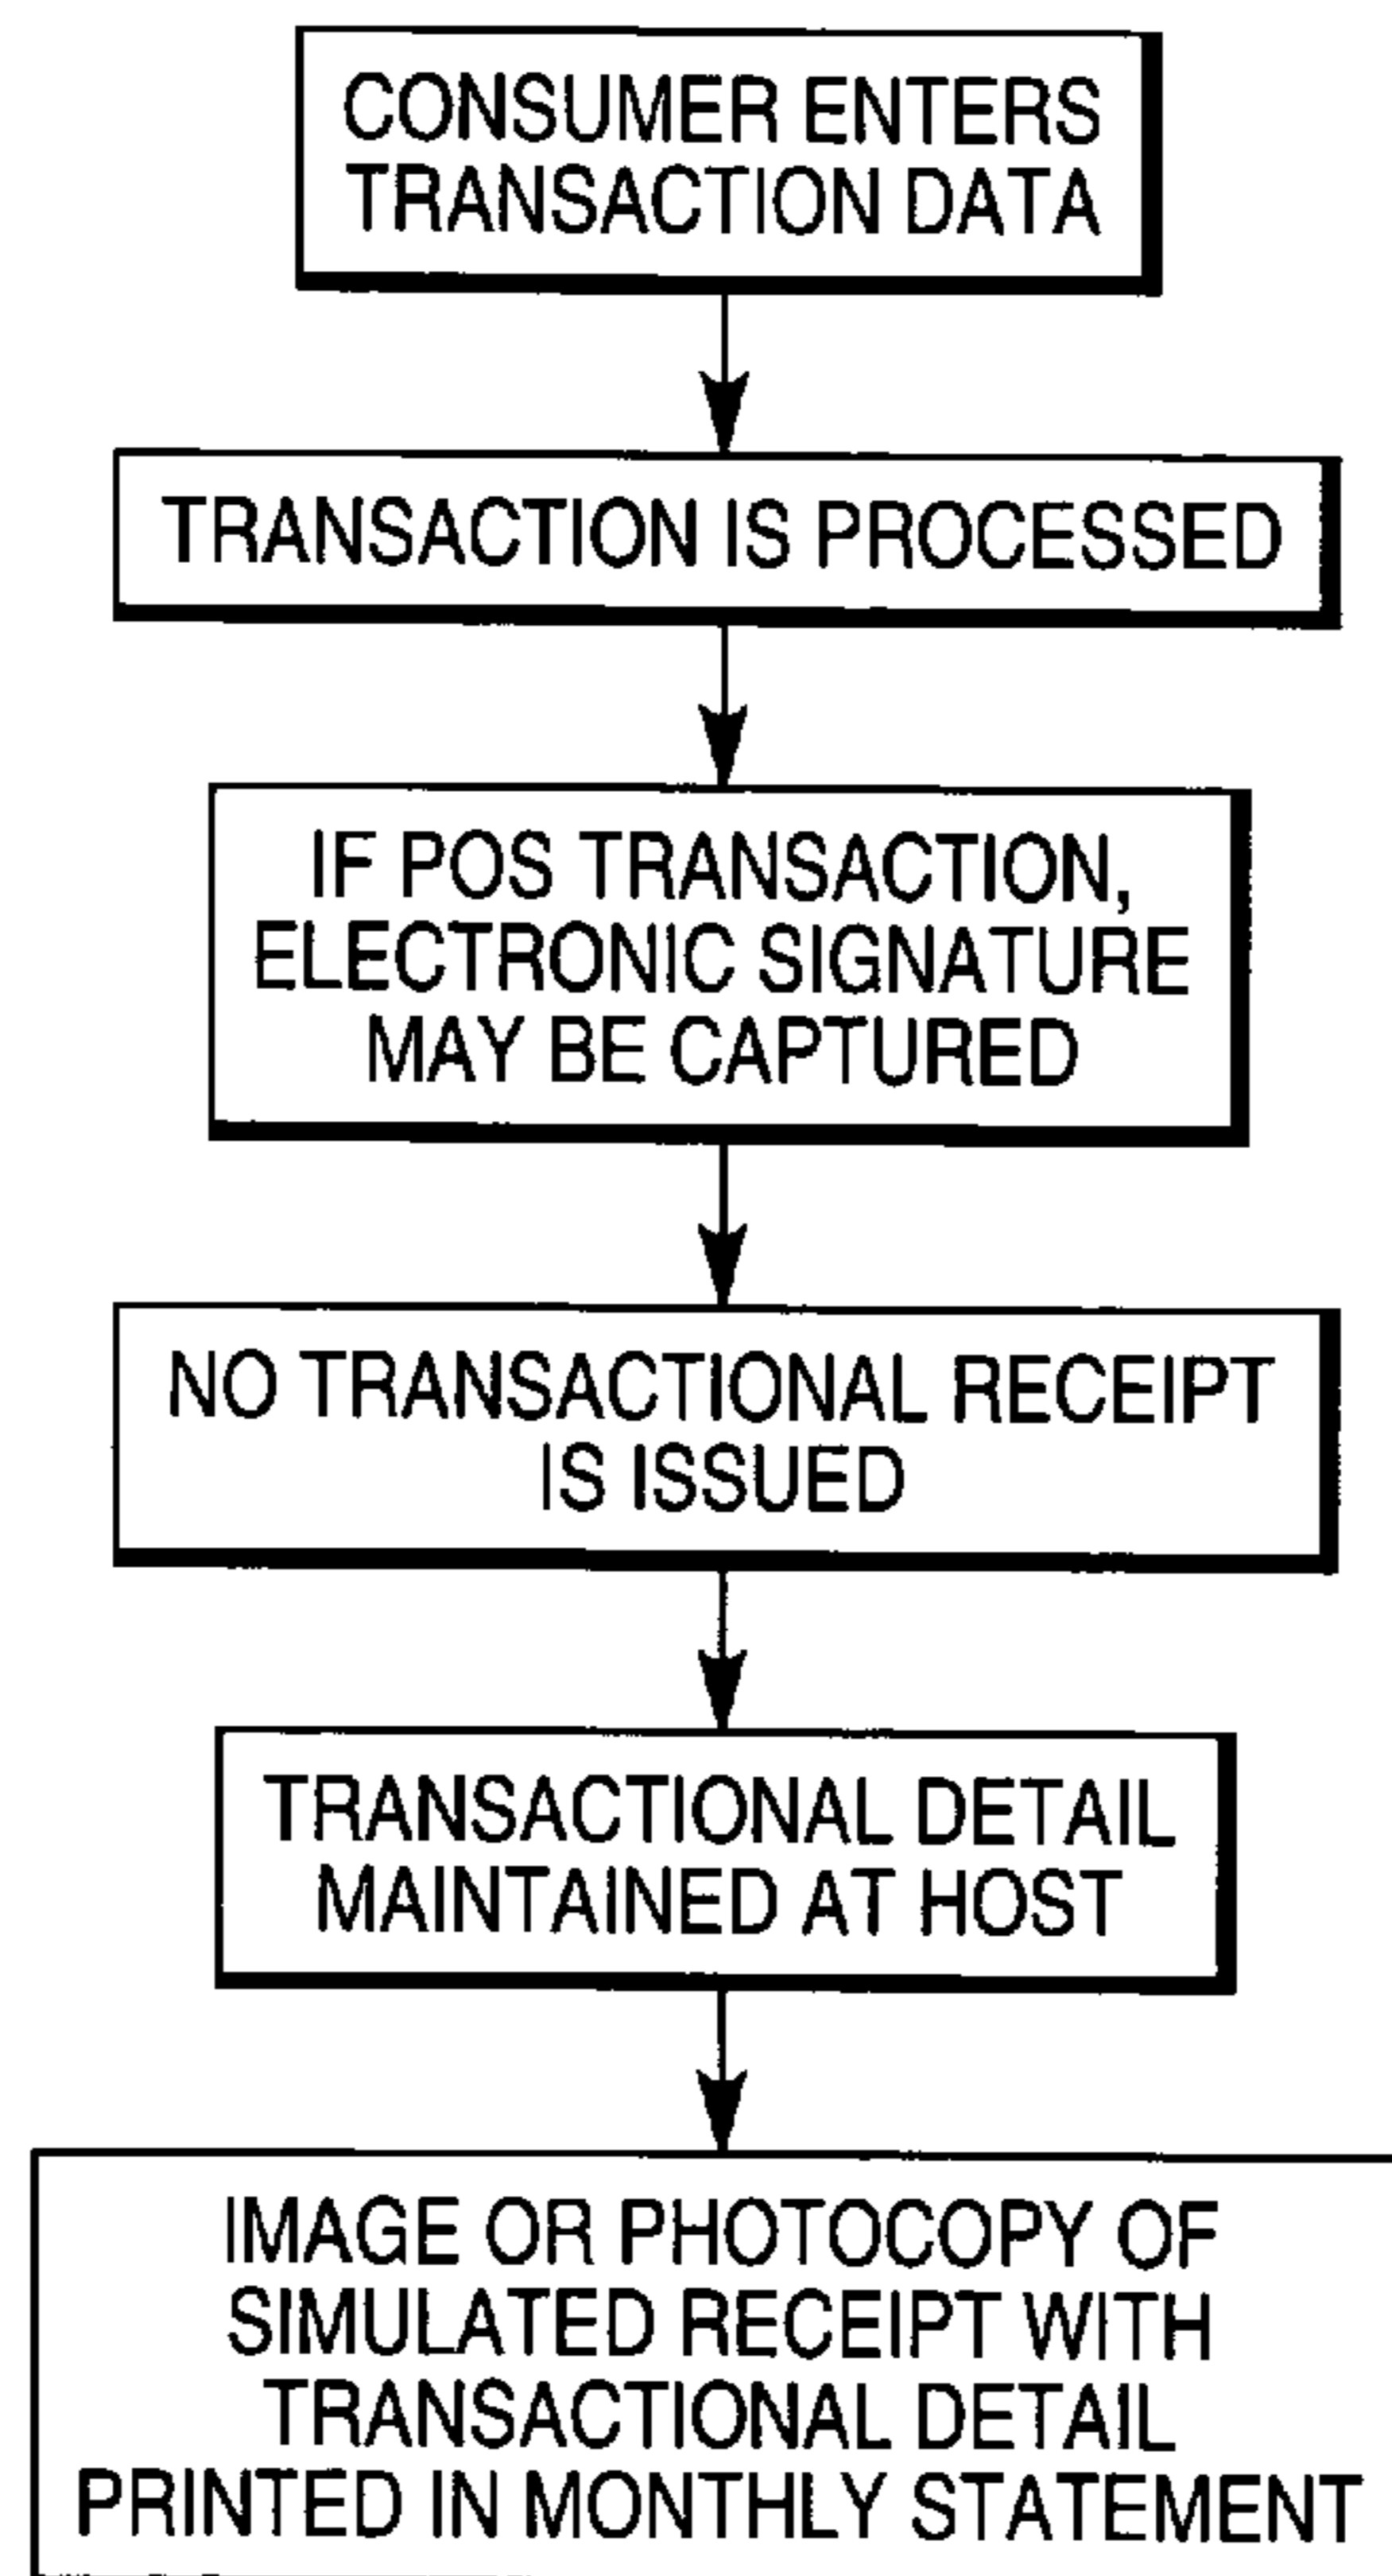 CONSUMER ENTERS
TRANSACTION DATA
TRANSACTION IS PROCESSED
IF POS TRANSACTION,
ELECTRONIC SIGNATURE
MAY BE CAPTURED
NO TRANSACTIONAL RECEIPT
IS ISSUED
TRANSACTIONAL DETAIL
MAINTAINED AT HOST
IMAGE OR PHOTOCOPY OF
SIMULATED RECEIPT WITH
TRANSACTIONAL DETAIL
PRINTED IN MONTHLY STATEMENT